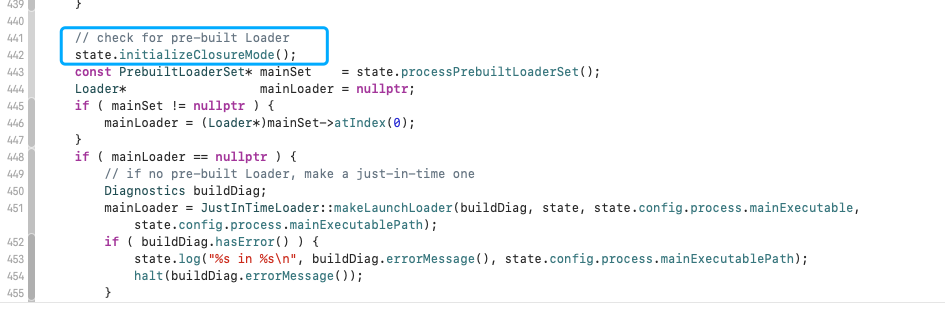 439 }
440
441 // check for pre-built Loader
442 state.initializeClosureMode();
443 const PrebuiltLoaderSet* mainSet    = state.processPrebuiltLoaderSet();
444 Loader*                  mainLoader = nullptr;
445 if ( mainSet != nullptr ) {
446     mainLoader = (Loader*)mainSet->atIndex(0);
447 }
448 if ( mainLoader == nullptr ) {
449     // if no pre-built Loader, make a just-in-time one
450     Diagnostics buildDiag;
451     mainLoader = JustInTimeLoader::makeLaunchLoader(buildDiag, state, state.config.process.mainExecutable,
        state.config.process.mainExecutablePath);
452     if ( buildDiag.hasError() ) {
453         state.log("%s in %s\n", buildDiag.errorMessage(), state.config.process.mainExecutablePath);
454         halt(buildDiag.errorMessage());
455     }